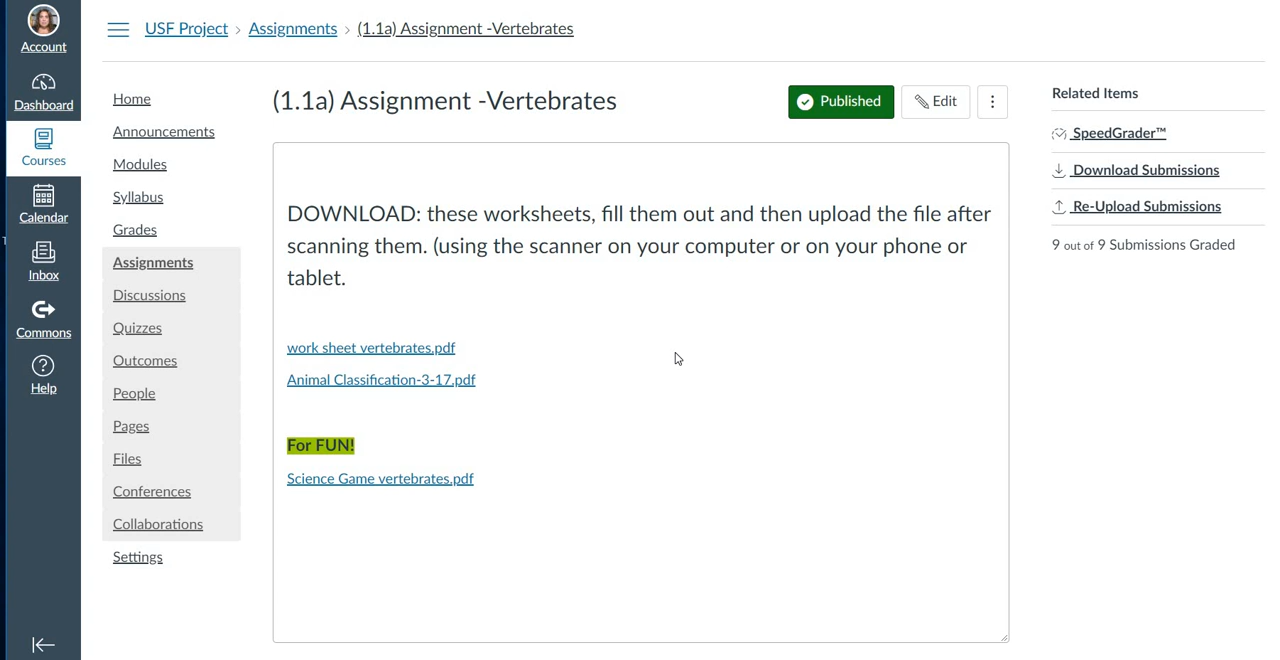 Account
Dashboard
Courses
Calendar
Inbox
Commons
Help
USF Project › Assignments › (1.1a) Assignment -Vertebrates
Home
Announcements
Modules
Syllabus
Grades
Assignments
Discussions
Quizzes
Outcomes
People
Pages
Files
Conferences
Collaborations
Settings
(1.1a) Assignment -Vertebrates
Published
Edit
DOWNLOAD: these worksheets, fill them out and then upload the file after
scanning them. (using the scanner on your computer or on your phone or
tablet.
work sheet vertebrates.pdf
Animal Classification-3-17.pdf
For FUN!
Science Game vertebrates.pdf
Related Items
SpeedGrader™
Download Submissions
Re-Upload Submissions
9 out of 9 Submissions Graded